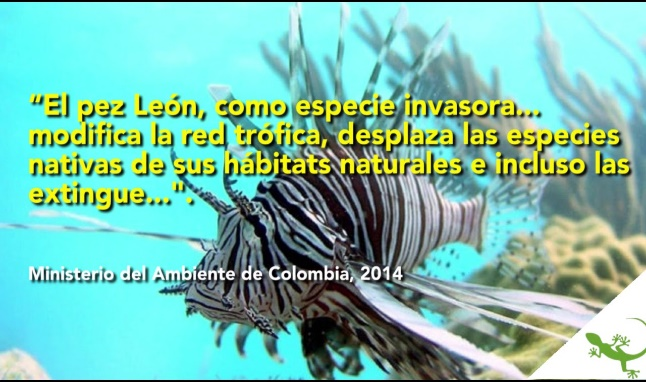 “El pez León, como especie invasora...
modifica la red trófica, desplaza las especies
nativas de sus hábitats naturales e incluso las
extingue...".
Ministerio del Ambiente de Colombia, 2014